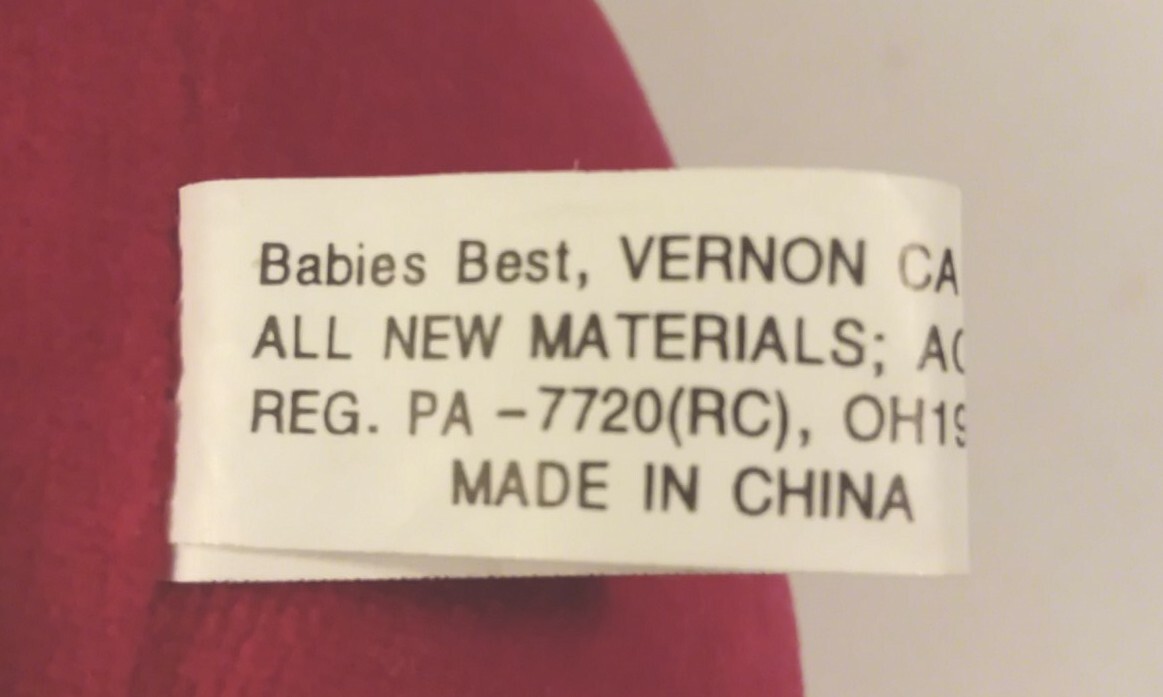 Babies Best, VERNON CA
ALL NEW MATERIALS;
REG. PA -7720(RC),
MADE IN CHINA